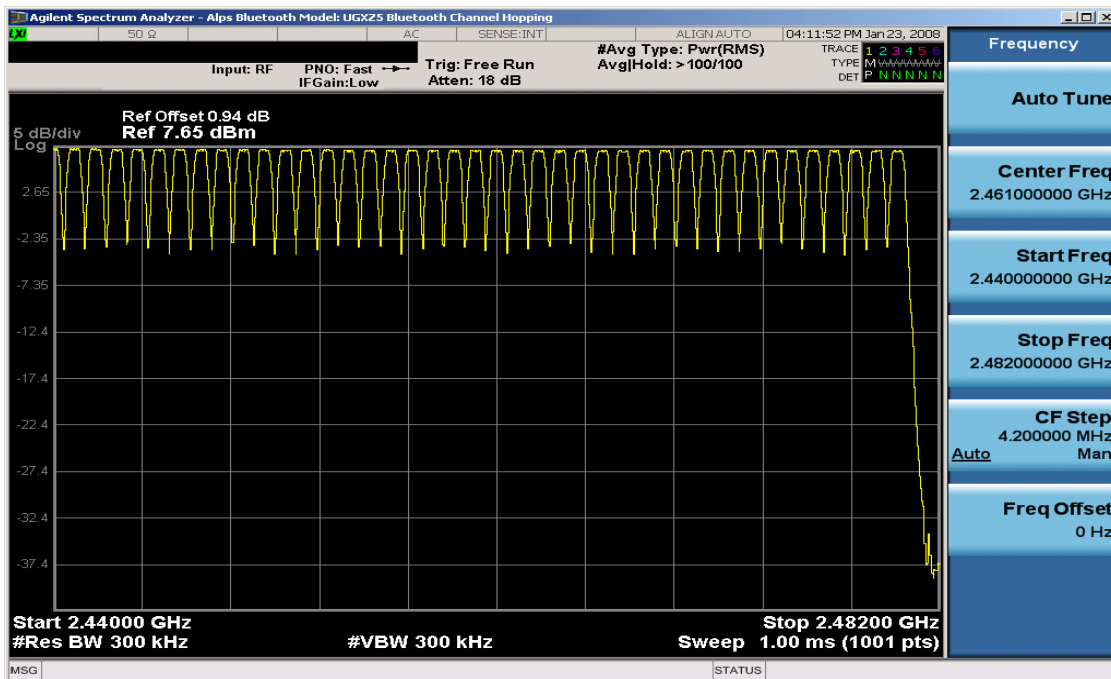 Agilent Spectrum Analyzer - Alps Bluetooth Model: UGXZ5 Bluetooth Channel Hopping
LXI 50 Ω AC SENSE:INT ALIGN AUTO 04:11:52 PM Jan 23, 2008
Input: RF PNO: Fast IFGain:Low
Trig: Free Run
Atten: 18 dB
#Avg Type: Pwr(RMS)
Avg|Hold: >100/100
TRACE 1 2 3 4 5 6
TYPE M WWWWW
DET P N N N N N
Ref Offset 0.94 dB
5 dB/div Ref 7.65 dBm
Log
2.65
-2.35
-7.35
-12.4
-17.4
-22.4
-27.4
-32.4
-37.4
Start 2.44000 GHz Stop 2.48200 GHz
#Res BW 300 kHz #VBW 300 kHz Sweep 1.00 ms (1001 pts)
MSG STATUS
Frequency
Auto Tune
Center Freq
2.461000000 GHz
Start Freq
2.440000000 GHz
Stop Freq
2.482000000 GHz
CF Step
4.200000 MHz
Auto Man
Freq Offset
0 Hz